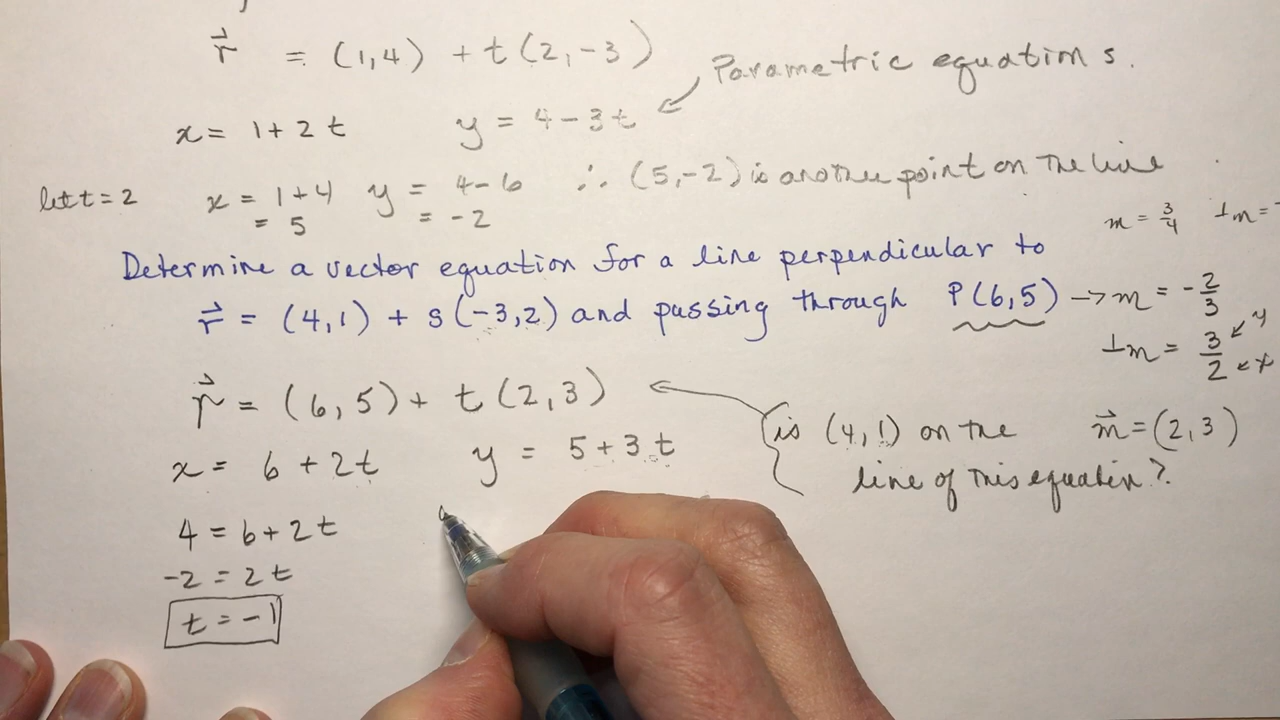 r⃗ = (1,4) + t(2,-3)
Parametric equations.
x = 1+2t y = 4-3t
let t=2 x = 1+4 y = 4-6 ∴ (5,-2) is another point on the line
= 5 = -2
m = 3/4 ⊥m = -
Determine a vector equation for a line perpendicular to
r⃗ = (4,1) + s(-3,2) and passing through P(6,5) → m = -2/3
⊥m = 3/2 ← y ← x
r⃗ = (6,5) + t(2,3)
is (4,1) on the m⃗ = (2,3)
line of this equation?
x = 6 + 2t y = 5+3t
4 = 6+2t
-2 = 2t
t = -1